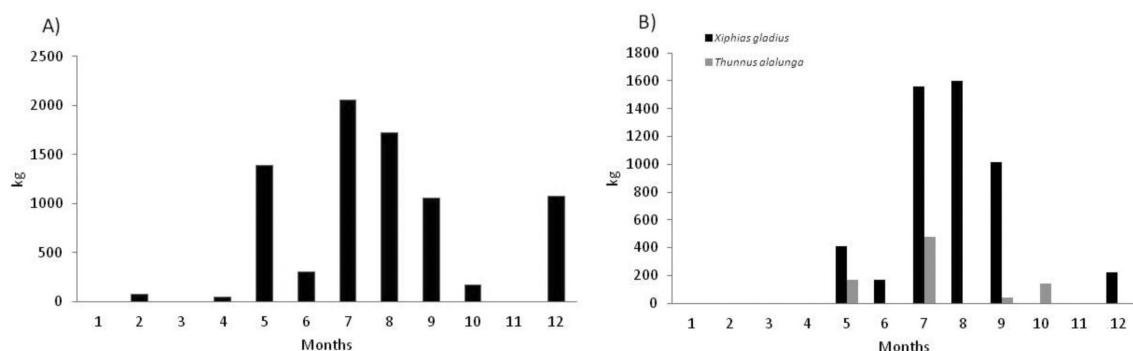 A)
2500
2000
1500
1000
500
0
kg
1 2 3 4 5 6 7 8 9 10 11 12
Months
B)
Xiphias gladius
Thunnus alalunga
1800
1600
1400
1200
1000
800
600
400
200
0
kg
1 2 3 4 5 6 7 8 9 10 11 12
Months